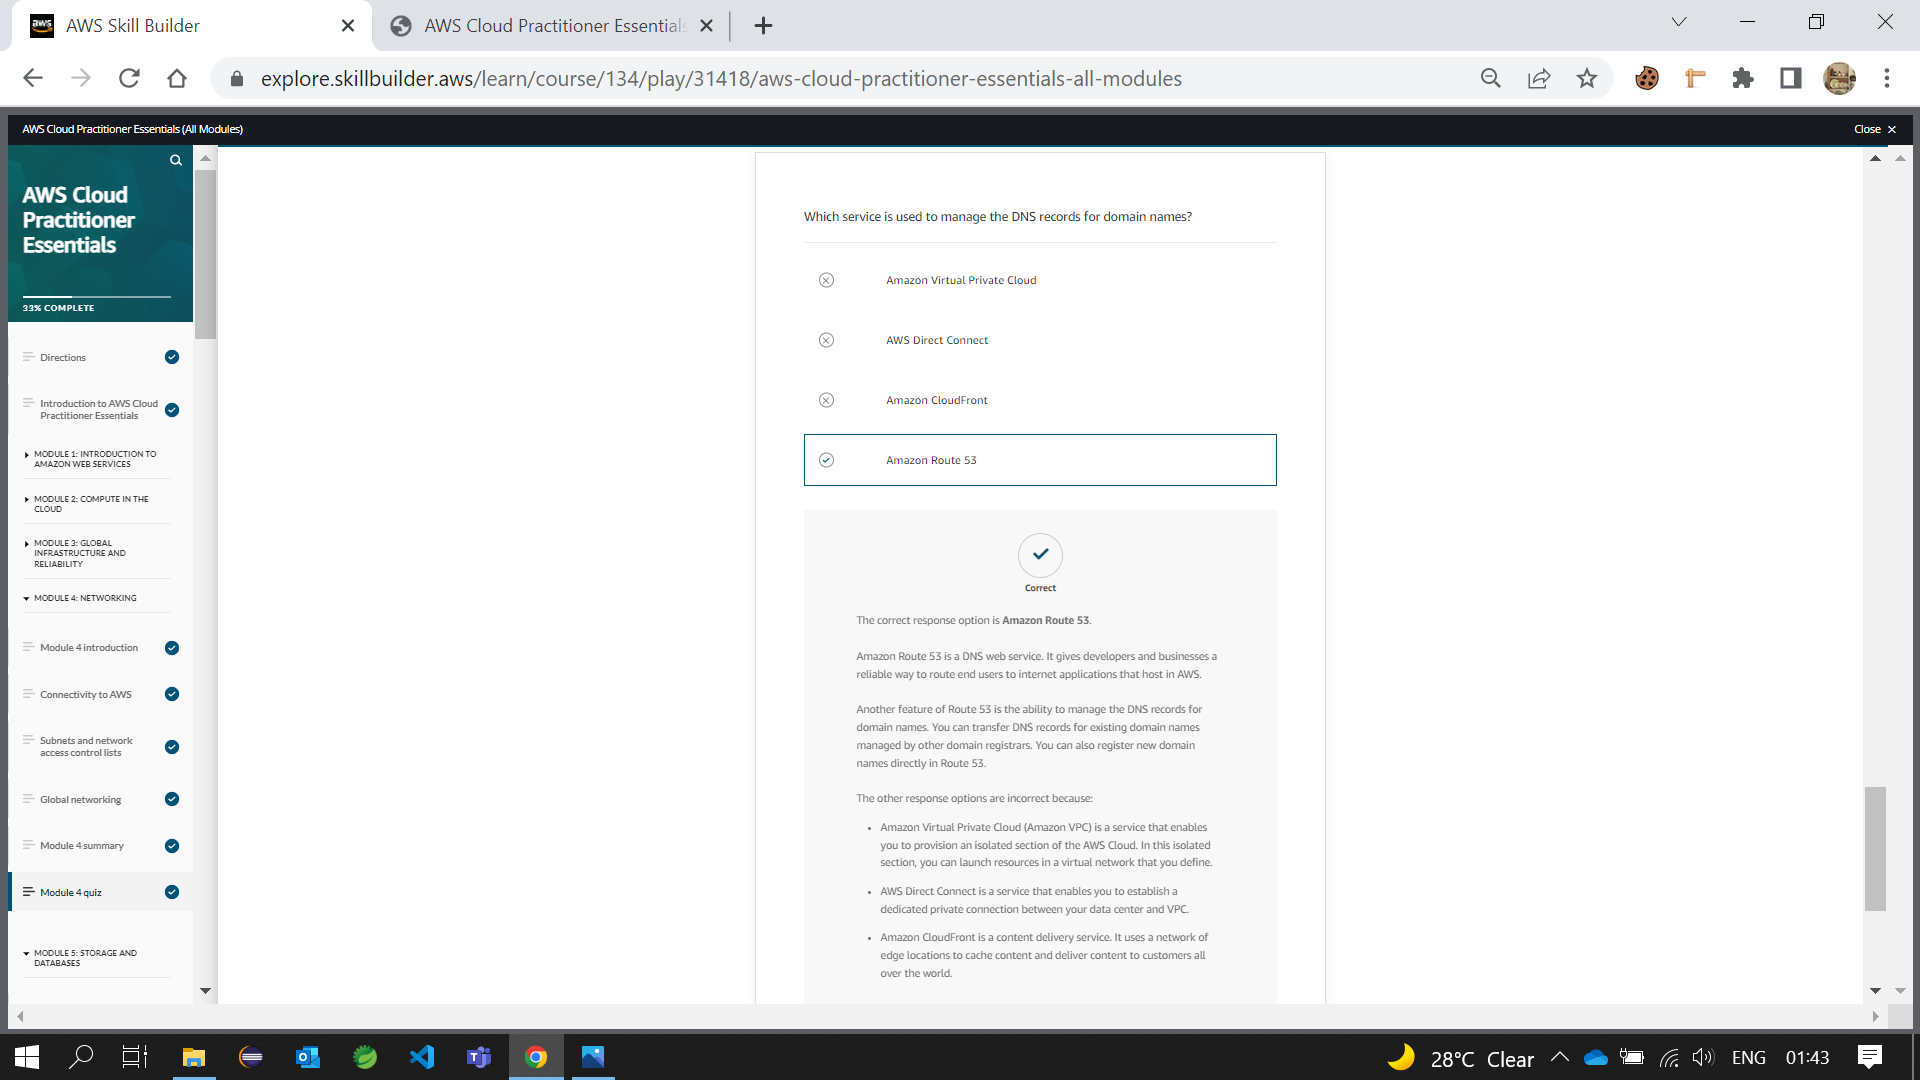 AWS Skill Builder
AWS Cloud Practitioner Essentials
explore.skillbuilder.aws/learn/course/134/play/31418/aws-cloud-practitioner-essentials-all-modules
AWS Cloud Practitioner Essentials (All Modules)
Close
AWS Cloud
Practitioner
Essentials
33% COMPLETE
Directions
Introduction to AWS Cloud
Practitioner Essentials
MODULE 1: INTRODUCTION TO
AMAZON WEB SERVICES
MODULE 2: COMPUTE IN THE
CLOUD
MODULE 3: GLOBAL
INFRASTRUCTURE AND
RELIABILITY
MODULE 4: NETWORKING
Module 4 introduction
Connectivity to AWS
Subnets and network
access control lists
Global networking
Module 4 summary
Module 4 quiz
MODULE 5: STORAGE AND
DATABASES
Which service is used to manage the DNS records for domain names?
Amazon Virtual Private Cloud
AWS Direct Connect
Amazon CloudFront
Amazon Route 53
Correct
The correct response option is Amazon Route 53.
Amazon Route 53 is a DNS web service. It gives developers and businesses a
reliable way to route end users to internet applications that host in AWS.
Another feature of Route 53 is the ability to manage the DNS records for
domain names. You can transfer DNS records for existing domain names
managed by other domain registrars. You can also register new domain
names directly in Route 53.
The other response options are incorrect because:
• Amazon Virtual Private Cloud (Amazon VPC) is a service that enables
you to provision an isolated section of the AWS Cloud. In this isolated
section, you can launch resources in a virtual network that you define.
• AWS Direct Connect is a service that enables you to establish a
dedicated private connection between your data center and VPC.
• Amazon CloudFront is a content delivery service. It uses a network of
edge locations to cache content and deliver content to customers all
over the world.
28°C Clear
ENG
01:43